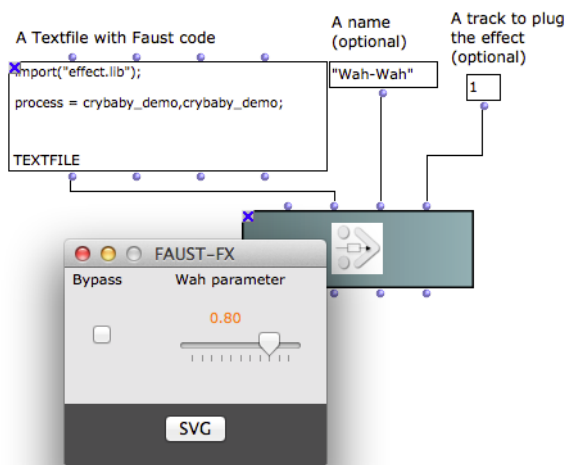 A Textfile with Faust code
A name
(optional)
A track to plug
the effect
(optional)
import("effect.lib");
process = crybaby_demo,crybaby_demo;
TEXTFILE
"Wah-Wah"
1
FAUST-FX
Bypass
Wah parameter
0.80
SVG